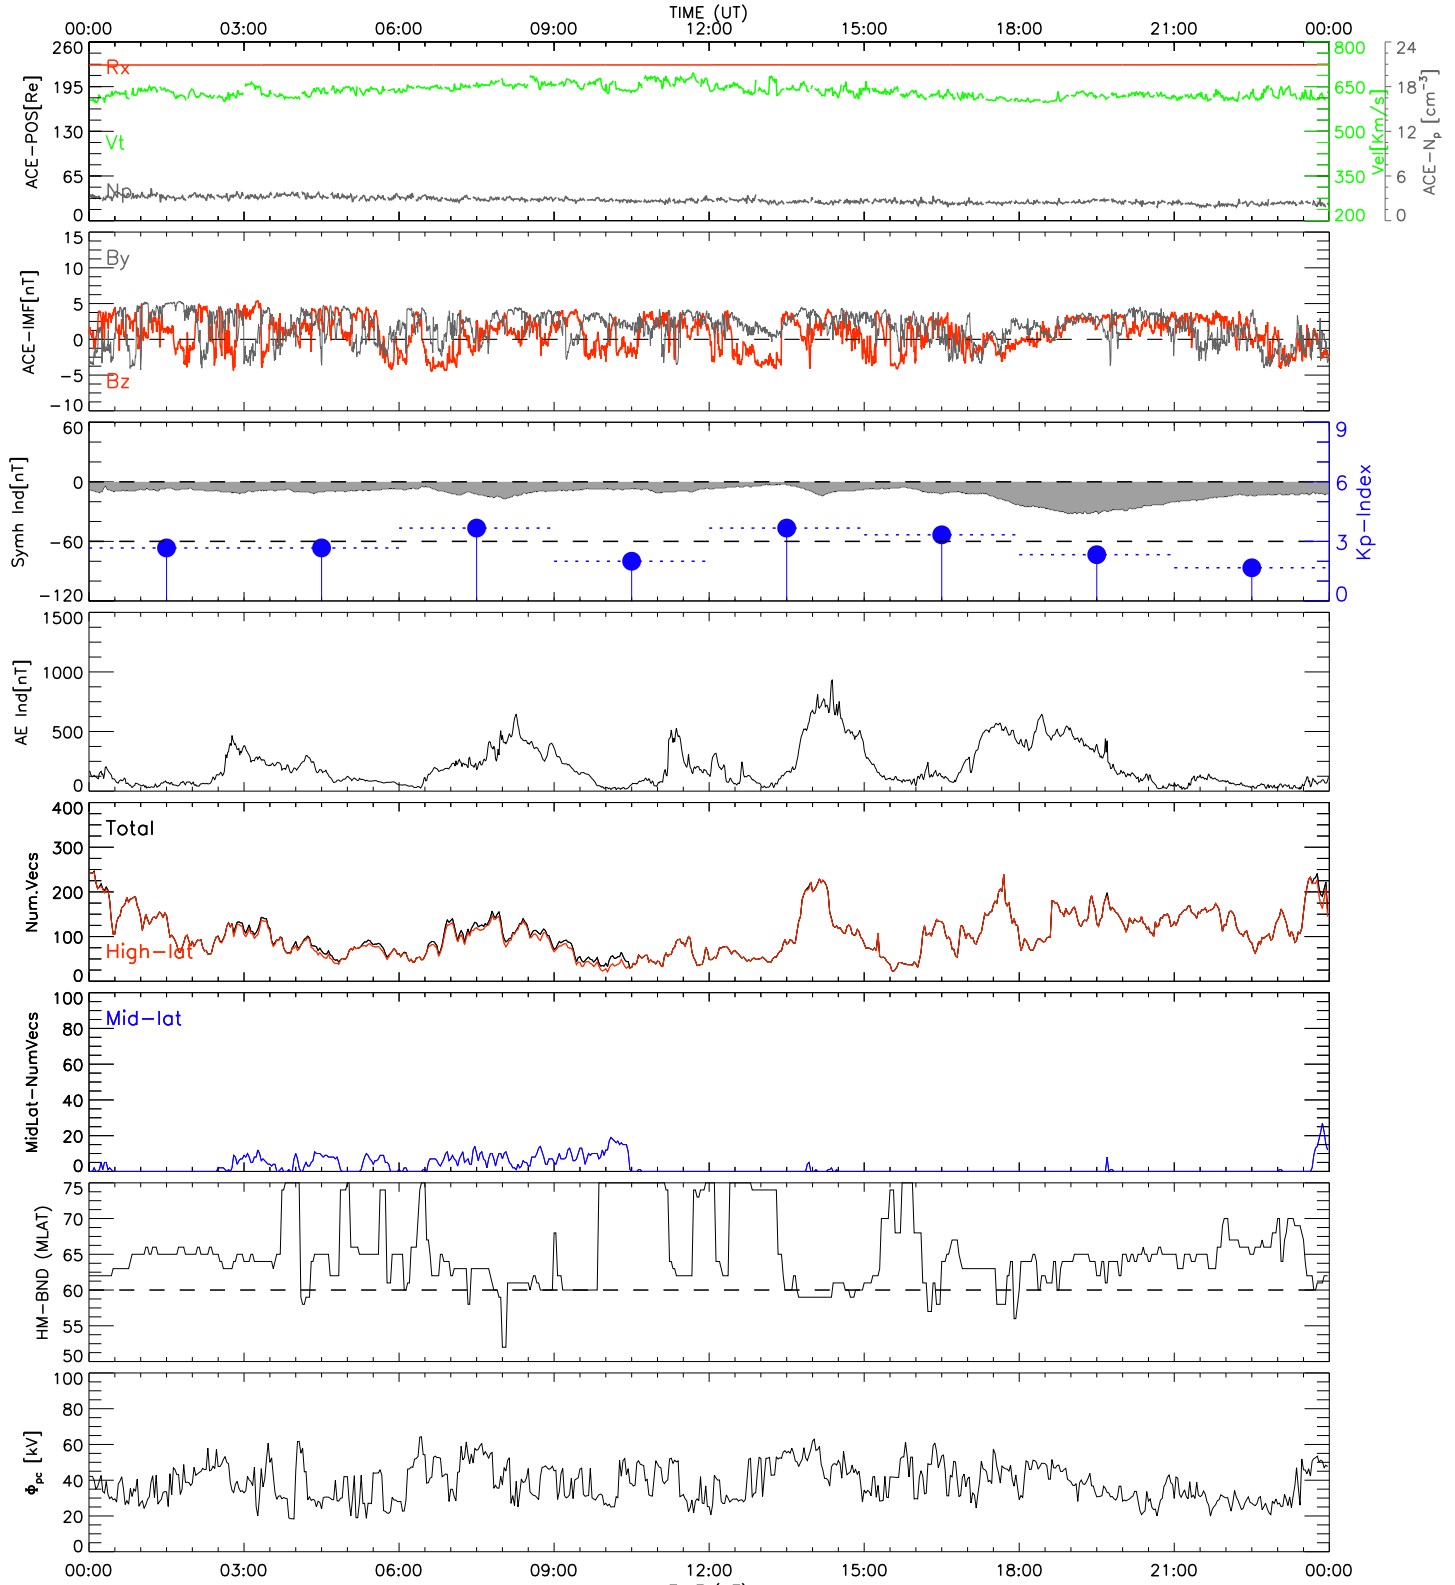 TIME (UT)
00:00 03:00 06:00 09:00 12:00 15:00 18:00 21:00 00:00
ACE-POS[Re]
260
195
130
65
0
Rx
Vt
Np
800
650
500
350
200
Vel[Km/s]
24
18
12
6
0
ACE-Np [cm-3]
ACE-IMF[nT]
15
10
5
0
-5
-10
By
Bz
Symh Ind[nT]
60
0
-60
-120
9
6
3
0
Kp-Index
AE Ind[nT]
1500
1000
500
0
Num.Vecs
400
300
200
100
0
Total
High-lat
MidLat-NumVecs
100
80
60
40
20
0
Mid-lat
HM-BND (MLAT)
75
70
65
60
55
50
Φpc [kV]
100
80
60
40
20
0
00:00 03:00 06:00 09:00 12:00 15:00 18:00 21:00 00:00